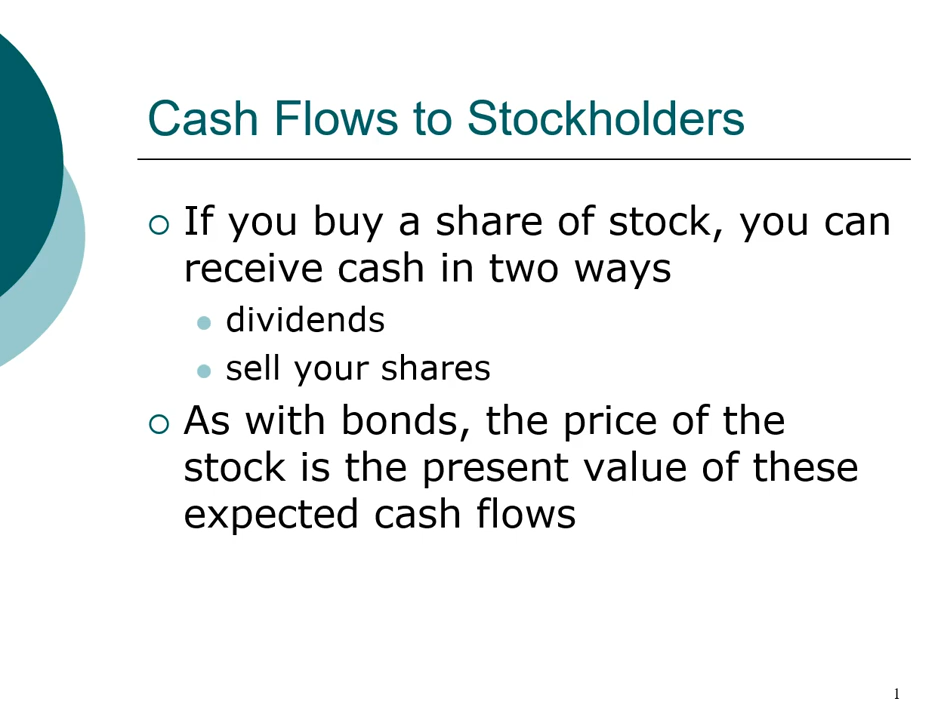 Cash Flows to Stockholders
If you buy a share of stock, you can
receive cash in two ways
dividends
sell your shares
As with bonds, the price of the
stock is the present value of these
expected cash flows
1